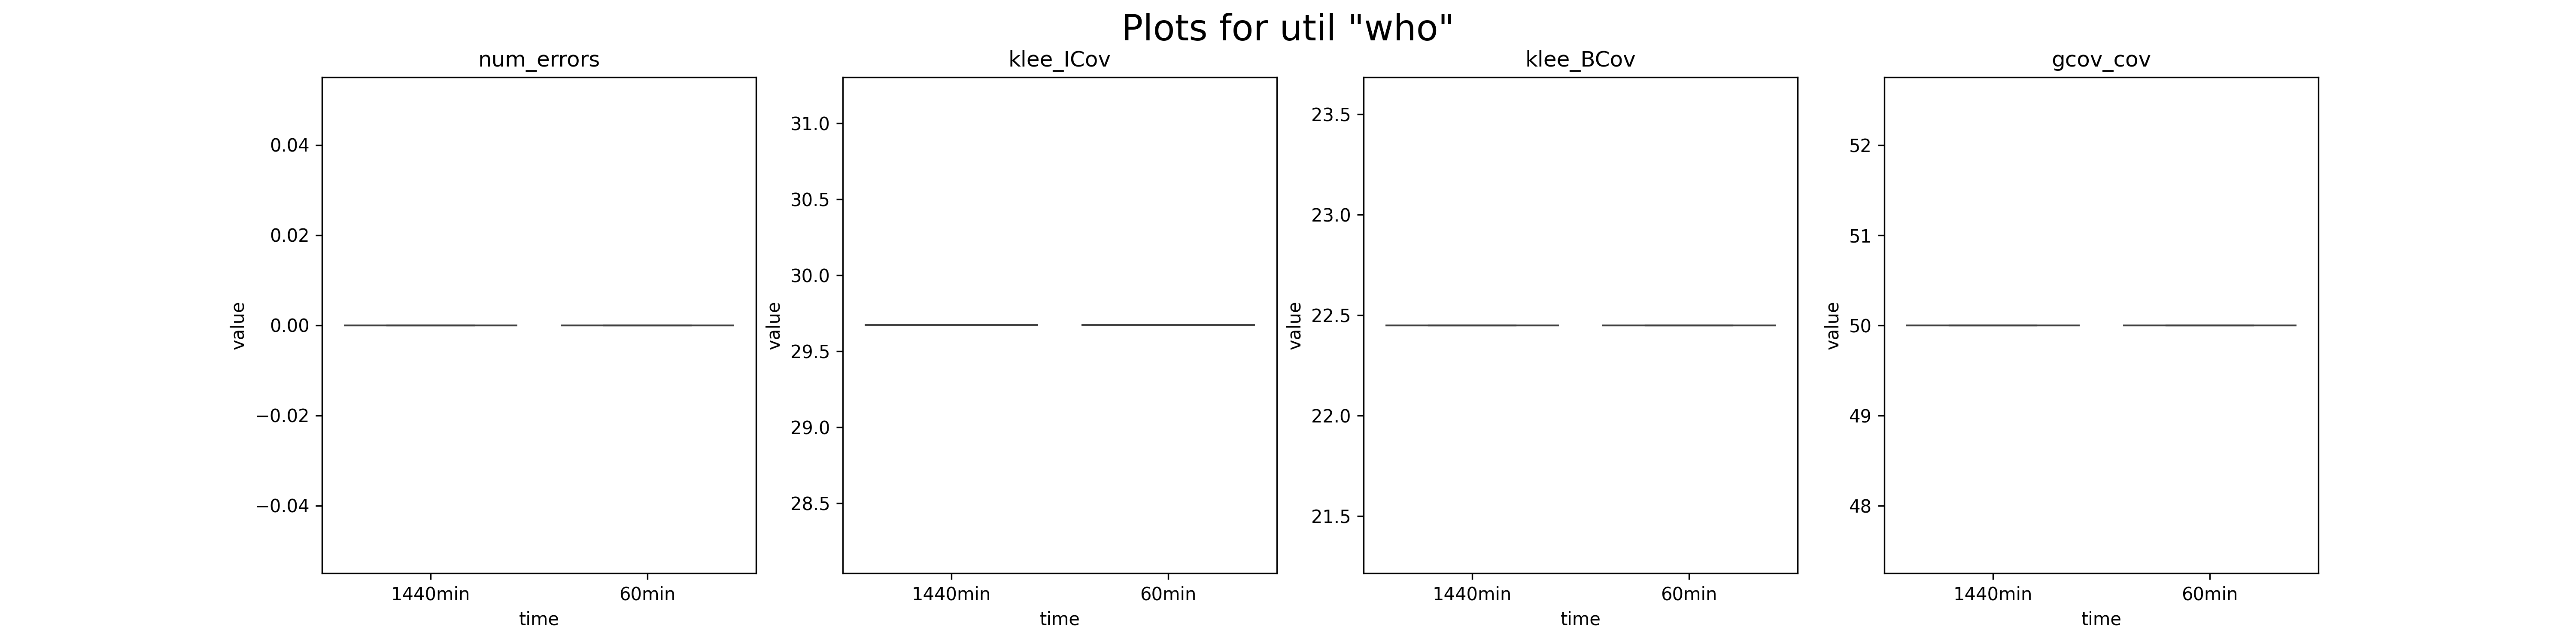 Plots for util "who"
num_errors
value
0.04
0.02
0.00
−0.02
−0.04
1440min
60min
time
klee_ICov
value
31.0
30.5
30.0
29.5
29.0
28.5
1440min
60min
time
klee_BCov
value
23.5
23.0
22.5
22.0
21.5
1440min
60min
time
gcov_cov
value
52
51
50
49
48
1440min
60min
time